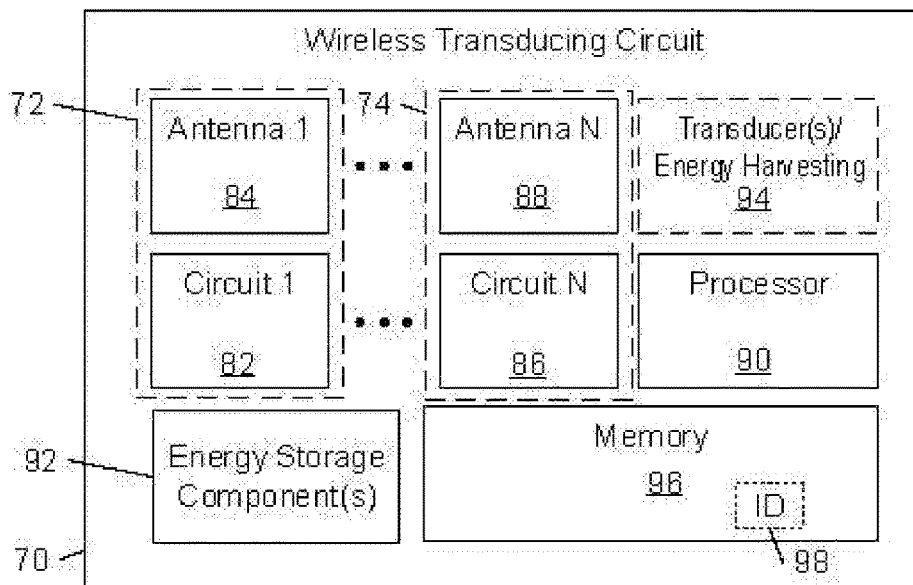 Wireless Transducing Circuit
72
74
Antenna 1
84
Antenna N
88
Transducer(s)/
Energy Harvesting
94
Circuit 1
82
Circuit N
86
Processor
90
92
Energy Storage
Component(s)
Memory
96
ID
70
98